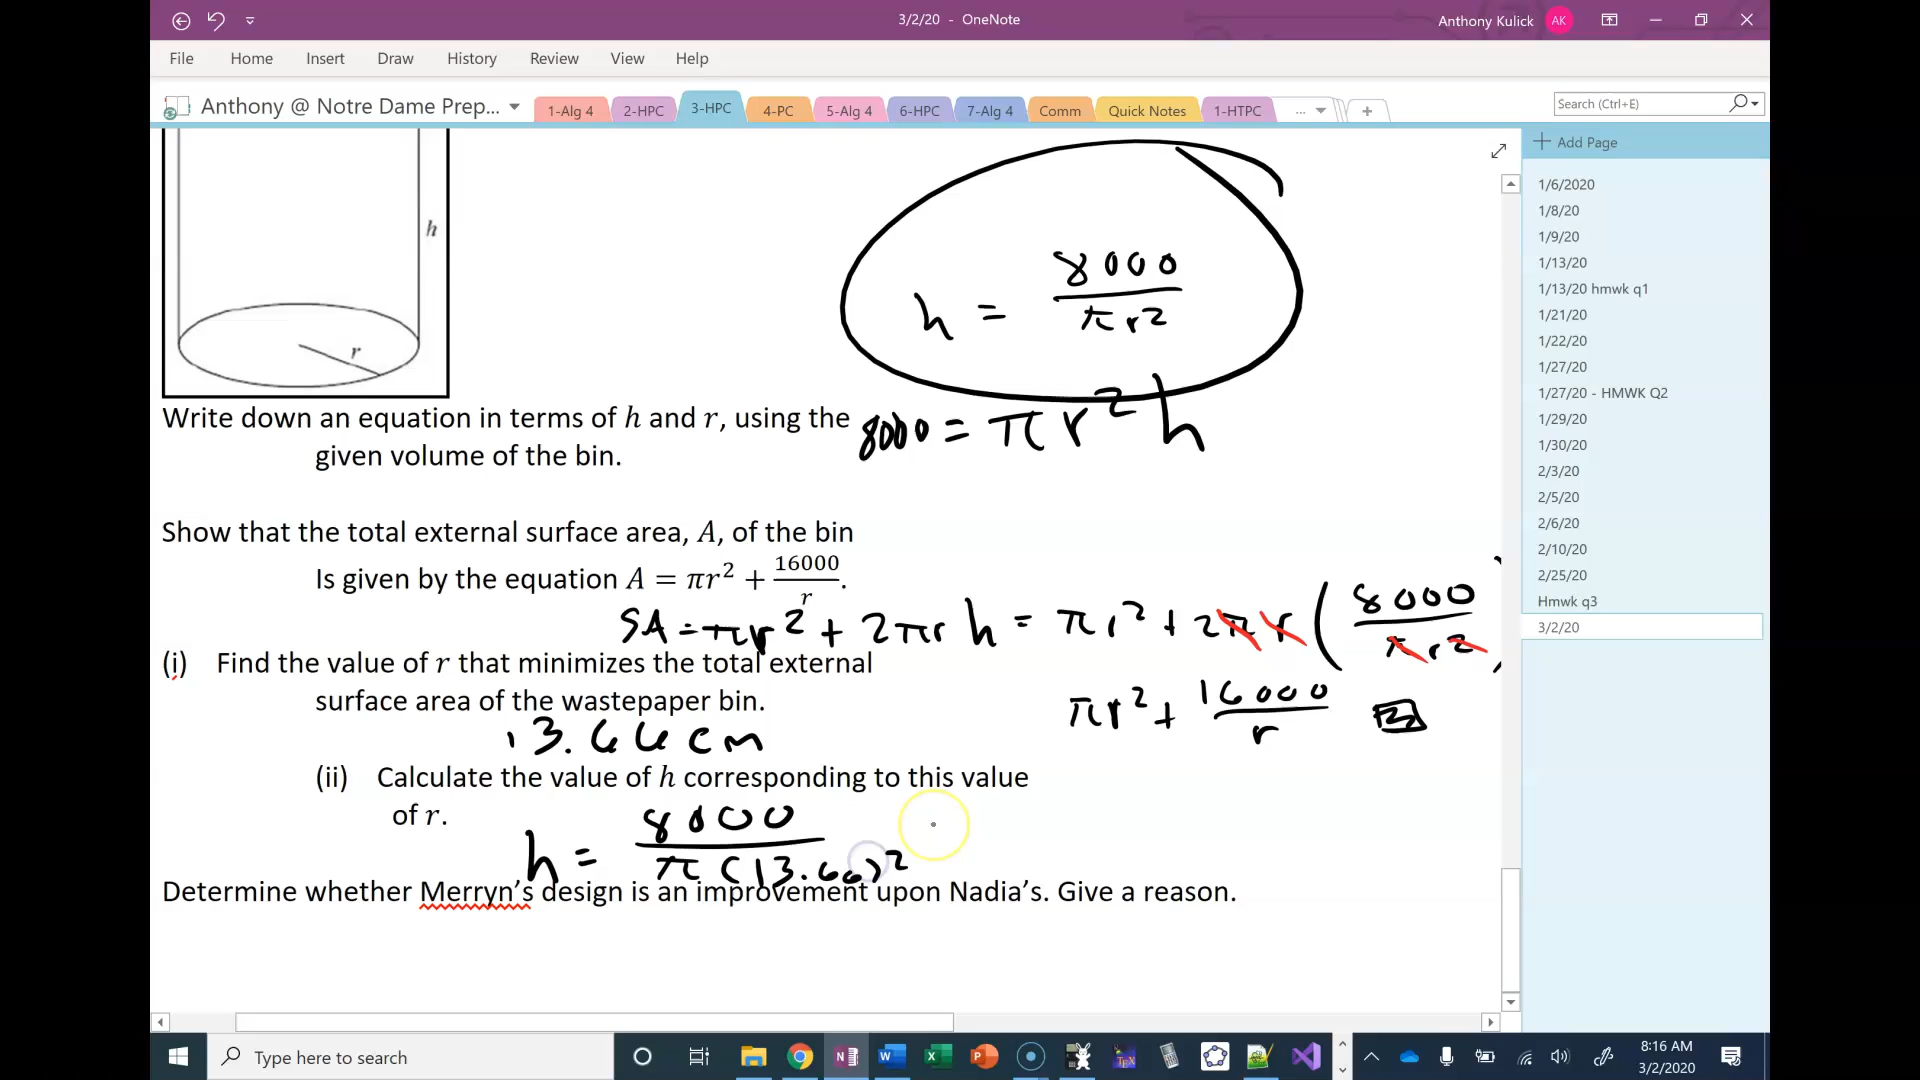 3/2/20 - OneNote
Anthony Kulick AK
File Home Insert Draw History Review View Help
Anthony @ Notre Dame Prep... 1-Alg 4 2-HPC 3-HPC 4-PC 5-Alg 4 6-HPC 7-Alg 4 Comm Quick Notes 1-HTPC ... +
Search (Ctrl+E)
h
r
h = 8000 / πr²
Write down an equation in terms of h and r, using the
given volume of the bin.
8000 = πr²h
Show that the total external surface area, A, of the bin
Is given by the equation A = πr² + 16000/r.
SA = πr² + 2πrh = πr² + 2πr(8000/πr²)
(i) Find the value of r that minimizes the total external
surface area of the wastepaper bin.
πr² + 16000/r
13.66 cm
(ii) Calculate the value of h corresponding to this value
of r.
h = 8000 / π(13.66)²
Determine whether Merryn's design is an improvement upon Nadia's. Give a reason.
Add Page
1/6/2020
1/8/20
1/9/20
1/13/20
1/13/20 hmwk q1
1/21/20
1/22/20
1/27/20
1/27/20 - HMWK Q2
1/29/20
1/30/20
2/3/20
2/5/20
2/6/20
2/10/20
2/25/20
Hmwk q3
3/2/20
Type here to search
8:16 AM
3/2/2020